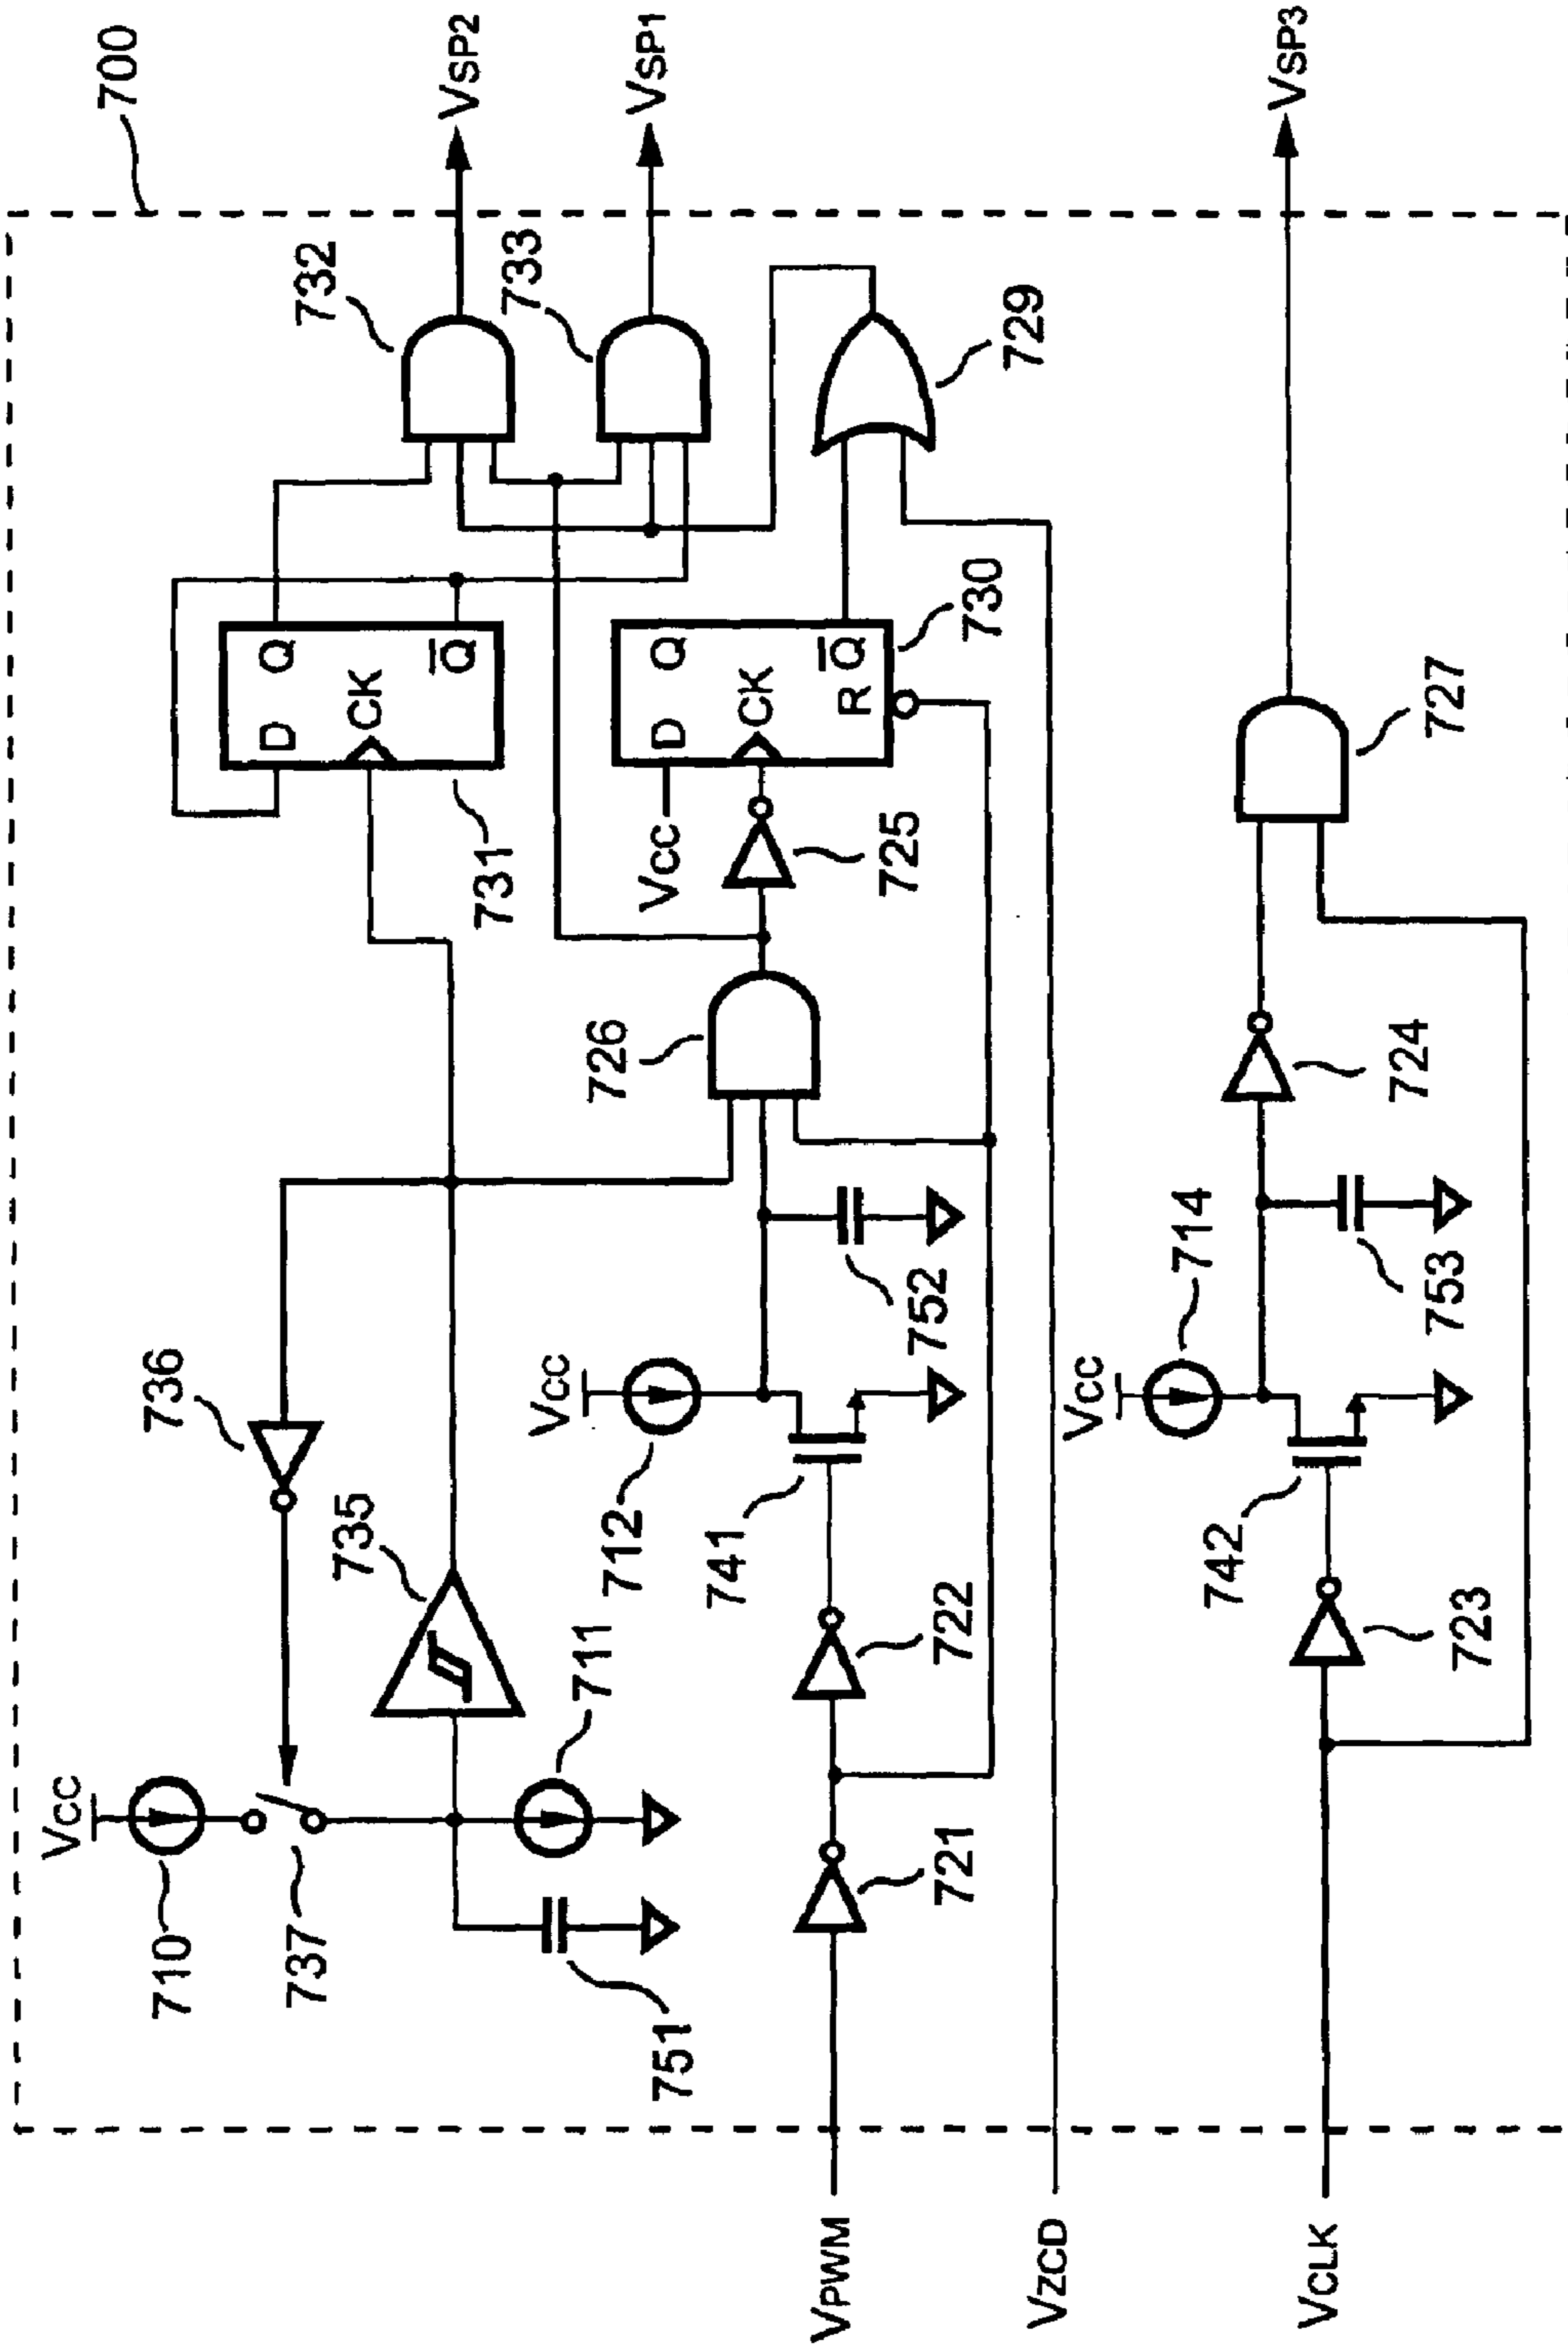 700
VSP2
VSP1
VSP3
732
733
729
D
Q
CK
Q̅
731
730
VCC
D
Q
CK
Q̅
R
725
726
727
724
736
735
VCC
712
752
741
722
VCC
714
753
742
723
VCC
710
737
711
751
721
VPWM
VZCD
VCLK